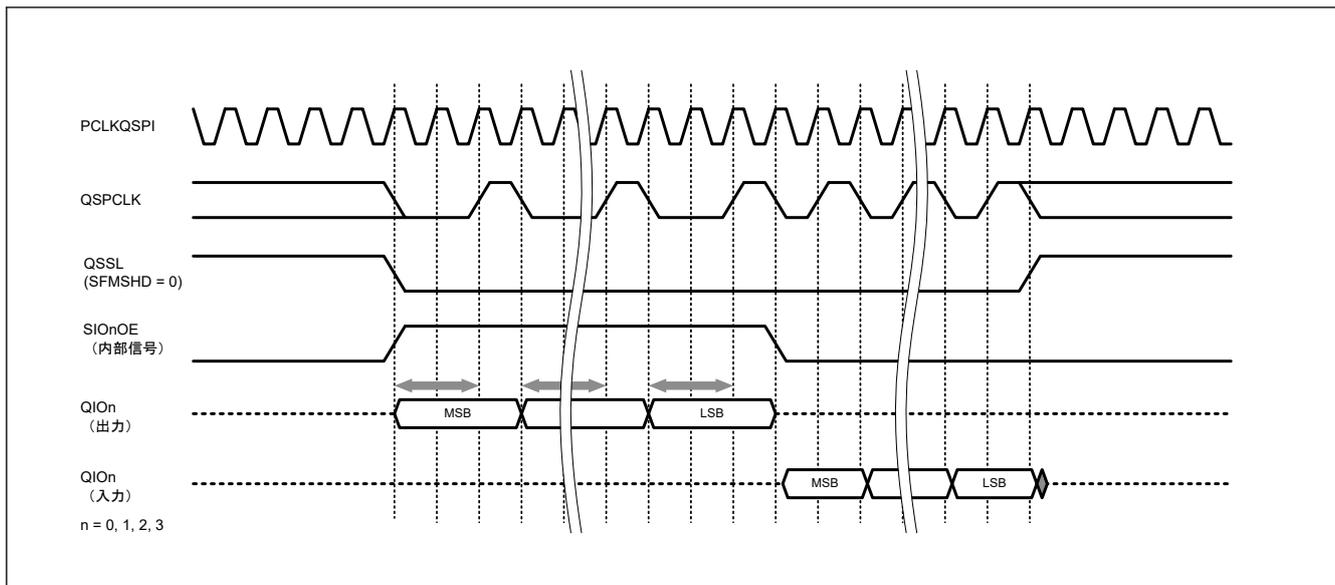 PCLKQSPI
QSPCLK
QSSL
(SFMSHD = 0)
SIOnOE
（内部信号）
QIOn
（出力）
MSB
LSB
QIOn
（入力）
MSB
LSB
n = 0, 1, 2, 3